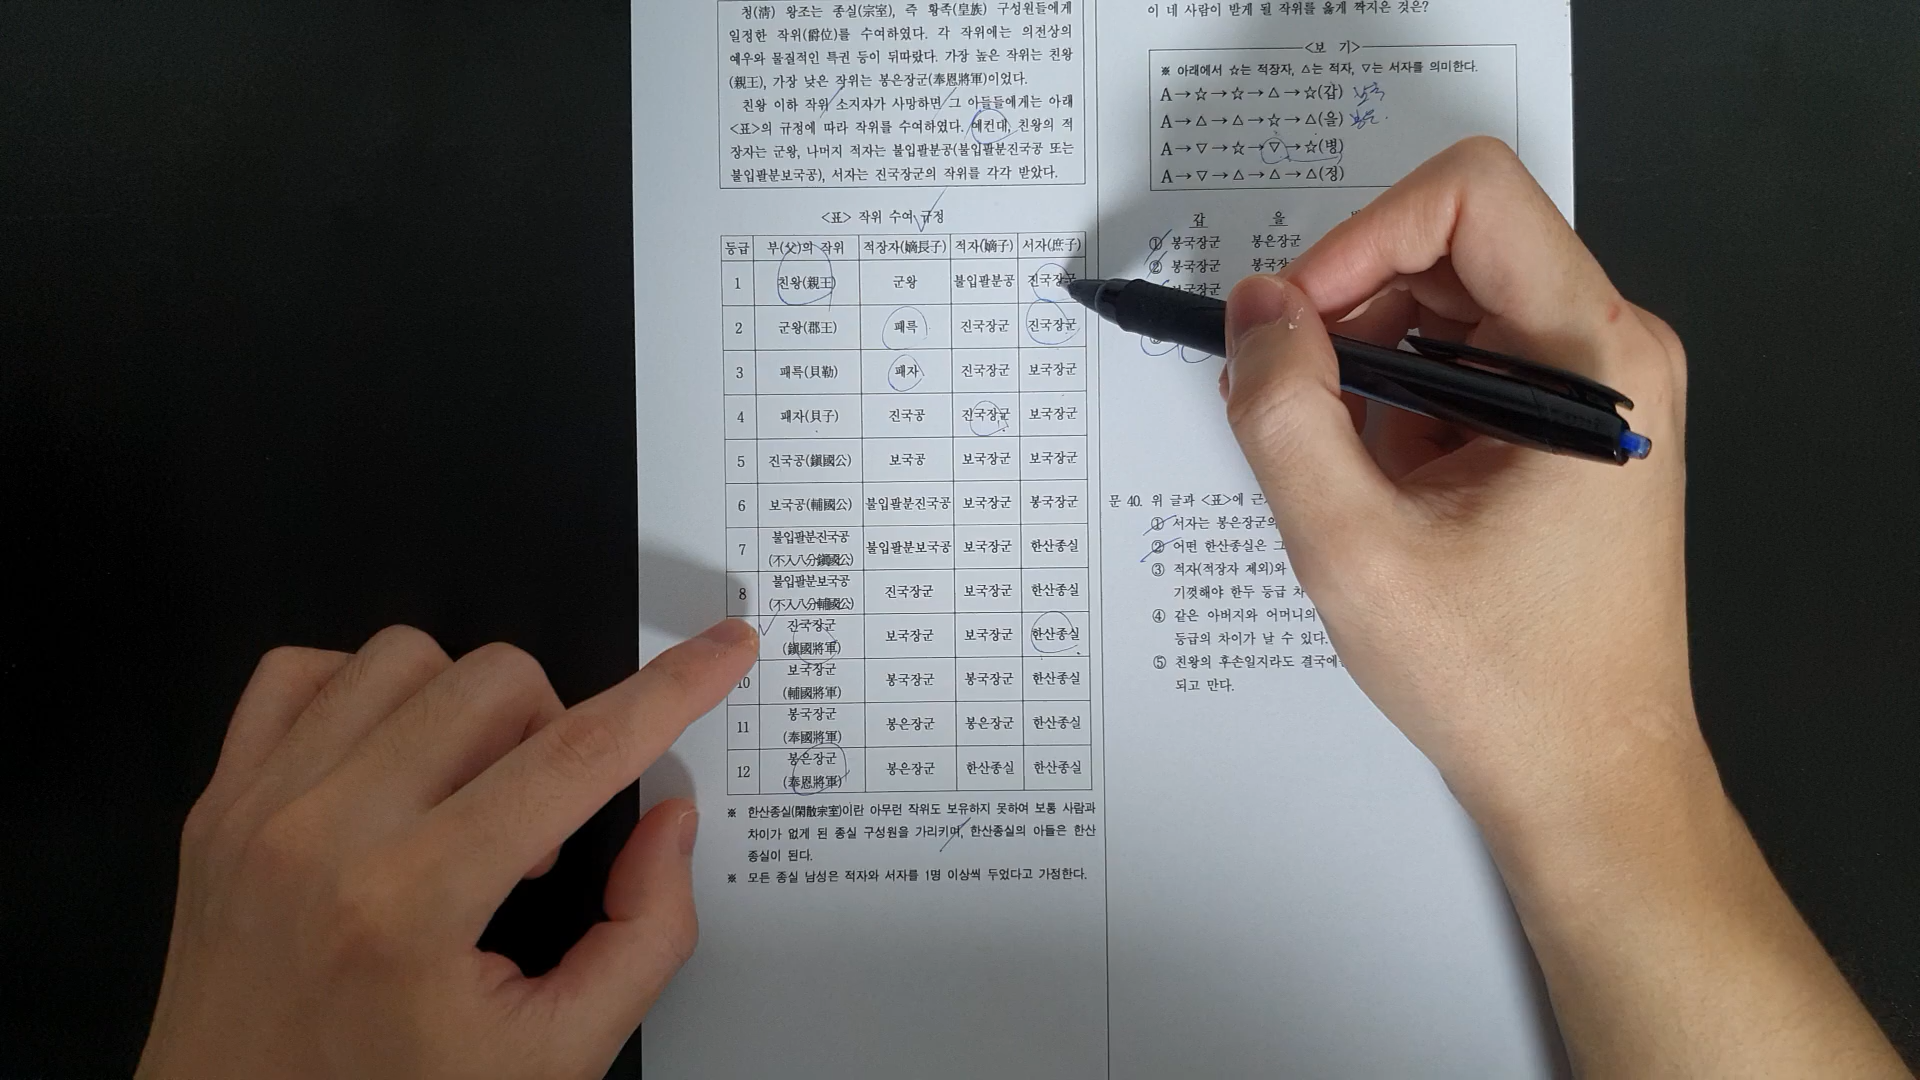 청(淸) 왕조는 종실(宗室), 즉 황족(皇族) 구성원들에게
일정한 작위(爵位)를 수여하였다. 각 작위에는 의전상의
예우와 물질적인 특권 등이 뒤따랐다. 가장 높은 작위는 친왕
(親王), 가장 낮은 작위는 봉은장군(奉恩將軍)이었다.
친왕 이하 작위 소지자가 사망하면 그 아들들에게는 아래
<표>의 규정에 따라 작위를 수여하였다. 예컨대, 친왕의 적
장자는 군왕, 나머지 적자는 불입팔분공(불입팔분진국공 또는
불입팔분보국공), 서자는 진국장군의 작위를 각각 받았다.
<표> 작위 수여 규정
등급 부(父)의 작위 적장자(嫡長子) 적자(嫡子) 서자(庶子)
1 친왕(親王) 군왕 불입팔분공 진국장군
2 군왕(郡王) 패륵 진국장군 진국장군
3 패륵(貝勒) 패자 진국장군 보국장군
4 패자(貝子) 진국공 진국장군 보국장군
5 진국공(鎭國公) 보국공 보국장군 보국장군
6 보국공(輔國公) 불입팔분진국공 보국장군 봉국장군
7 불입팔분진국공(不入八分鎭國公) 불입팔분보국공 보국장군 한산종실
8 불입팔분보국공(不入八分輔國公) 진국장군 보국장군 한산종실
진국장군(鎭國將軍) 보국장군 보국장군 한산종실
10 보국장군(輔國將軍) 봉국장군 봉국장군 한산종실
11 봉국장군(奉國將軍) 봉은장군 봉은장군 한산종실
12 봉은장군(奉恩將軍) 봉은장군 한산종실 한산종실
※ 한산종실(閑散宗室)이란 아무런 작위도 보유하지 못하여 보통 사람과
차이가 없게 된 종실 구성원을 가리키며, 한산종실의 아들은 한산
종실이 된다.
※ 모든 종실 남성은 적자와 서자를 1명 이상씩 두었다고 가정한다.
이 네 사람이 받게 될 작위를 옳게 짝지은 것은?
<보 기>
※ 아래에서 ☆는 적장자, △는 적자, ▽는 서자를 의미한다.
A→☆→☆→△→☆(갑)
A→△→△→☆→△(을)
A→▽→☆→▽→☆(병)
A→▽→△→△→△(정)
갑 을
① 봉국장군 봉은장군
② 봉국장군 봉국장
보국장군
문 40. 위 글과 <표>에 근거
① 서자는 봉은장군의
② 어떤 한산종실은 그
③ 적자(적장자 제외)와
기껏해야 한두 등급 차
④ 같은 아버지와 어머니의
등급의 차이가 날 수 있다.
⑤ 친왕의 후손일지라도 결국에는
되고 만다.